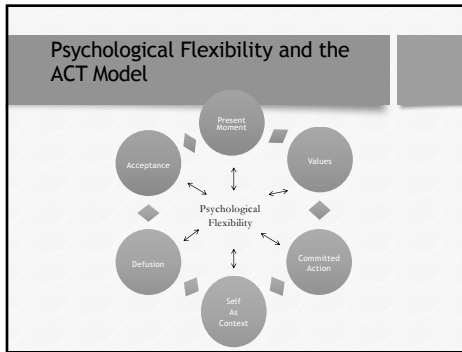 Psychological Flexibility and the
ACT Model
Present
Moment
Acceptance
Values
Psychological
Flexibility
Defusion
Committed
Action
Self
As
Context